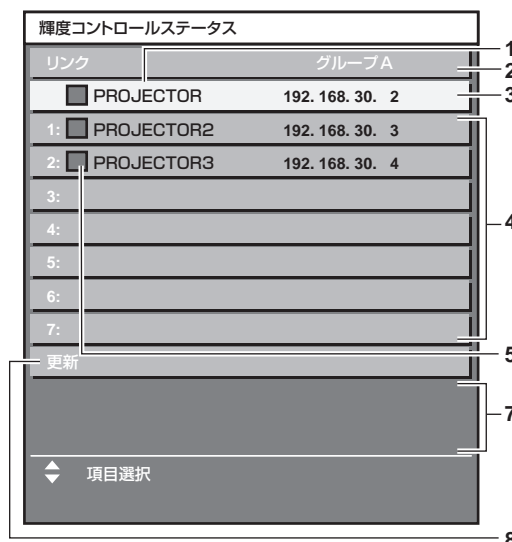 輝度コントロールステータス
リンク グループA
PROJECTOR 192. 168. 30. 2
1: PROJECTOR2 192. 168. 30. 3
2: PROJECTOR3 192. 168. 30. 4
3:
4:
5:
6:
7:
更新
項目選択
1
2
3
4
5
7
8